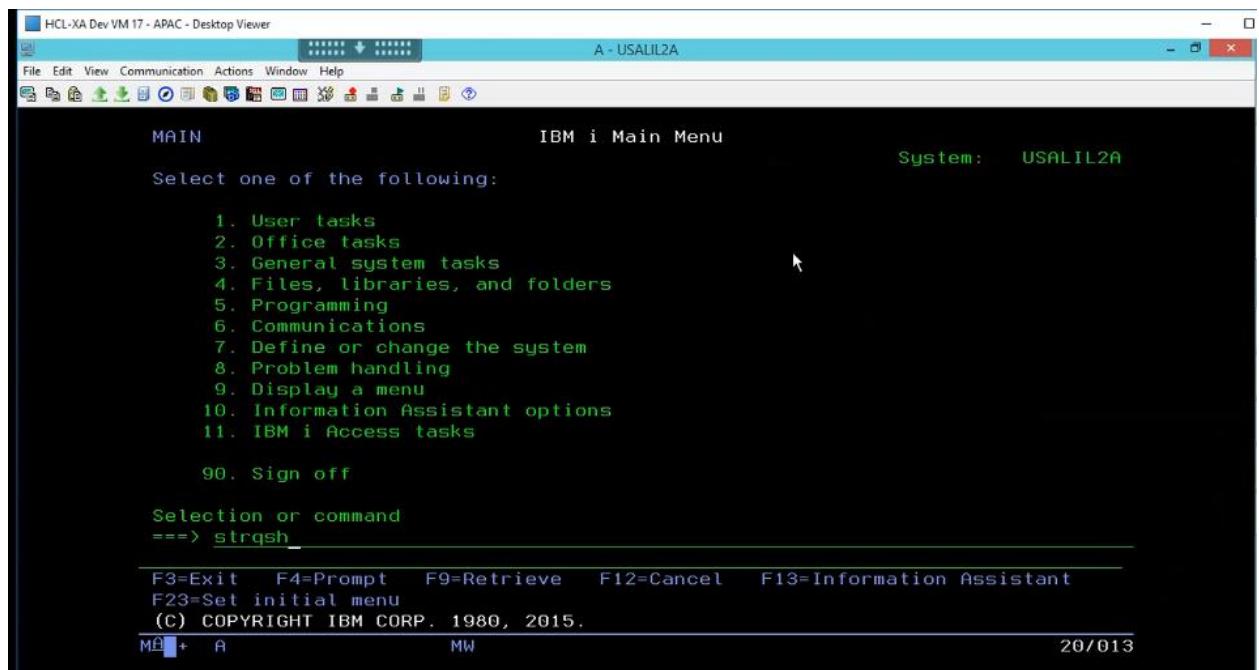 HCL-XA Dev VM 17 - APAC - Desktop Viewer
A - USALIL2A
File Edit View Communication Actions Window Help
MAIN IBM i Main Menu
System: USALIL2A
Select one of the following:
1. User tasks
2. Office tasks
3. General system tasks
4. Files, libraries, and folders
5. Programming
6. Communications
7. Define or change the system
8. Problem handling
9. Display a menu
10. Information Assistant options
11. IBM i Access tasks
90. Sign off
Selection or command
===> strqsh_
F3=Exit F4=Prompt F9=Retrieve F12=Cancel F13=Information Assistant
F23=Set initial menu
(C) COPYRIGHT IBM CORP. 1980, 2015.
MA + A MW 20/013